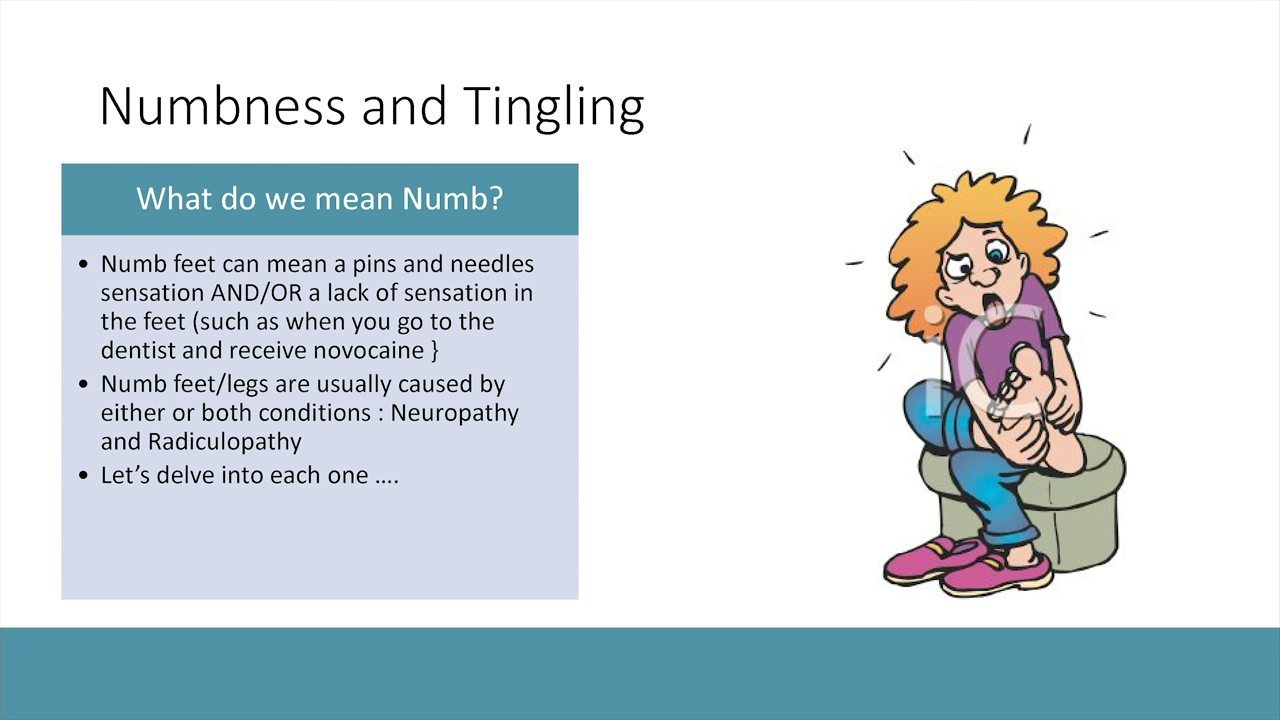 Numbness and Tingling
What do we mean Numb?
• Numb feet can mean a pins and needles
sensation AND/OR a lack of sensation in
the feet (such as when you go to the
dentist and receive novocaine }
• Numb feet/legs are usually caused by
either or both conditions : Neuropathy
and Radiculopathy
• Let’s delve into each one ....
iC